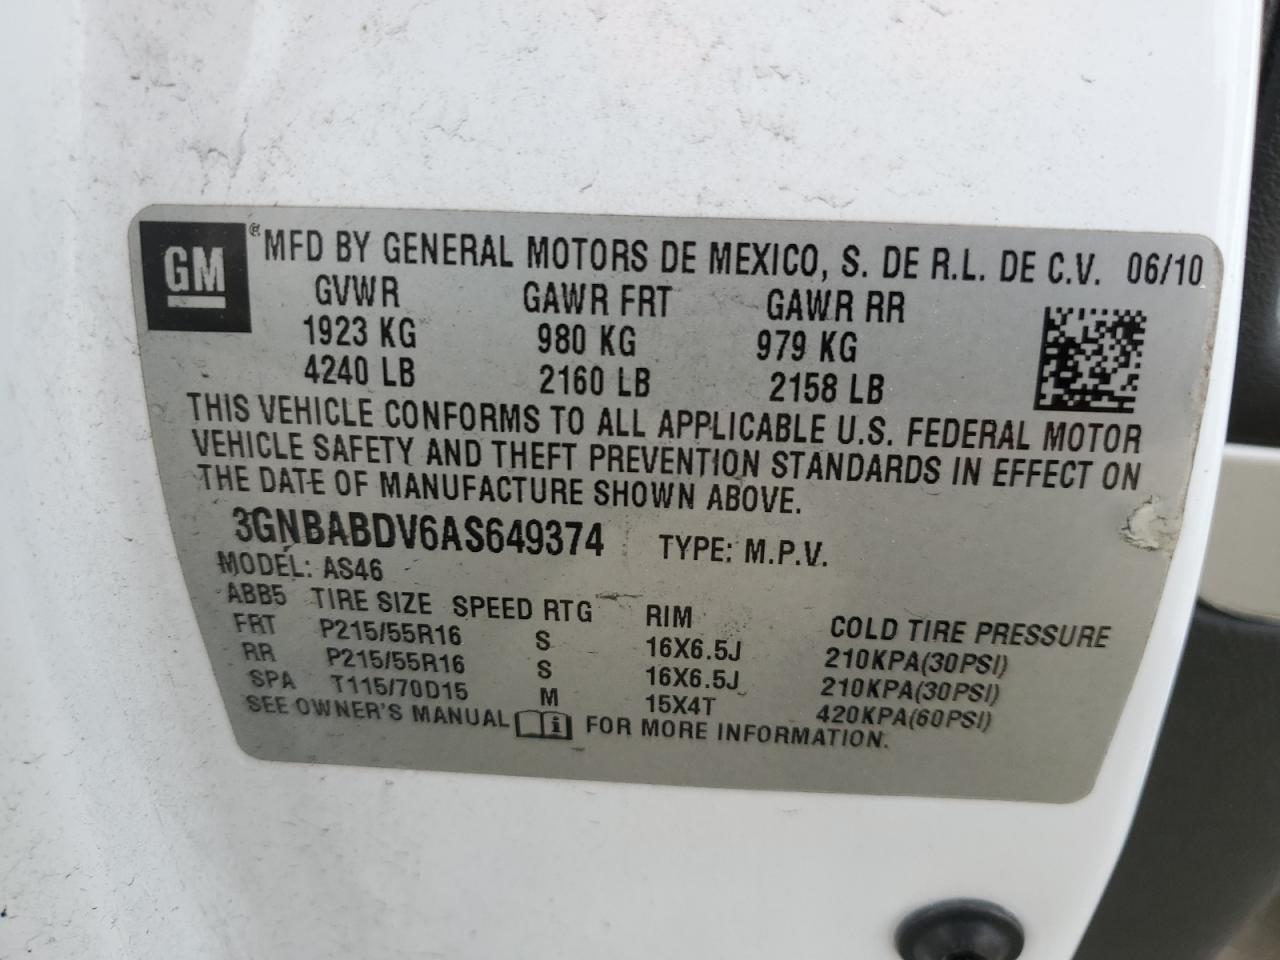 GM ® MFD BY GENERAL MOTORS DE MEXICO, S. DE R.L. DE C.V. 06/10
GVWR GAWR FRT GAWR RR
1923 KG 980 KG 979 KG
4240 LB 2160 LB 2158 LB
THIS VEHICLE CONFORMS TO ALL APPLICABLE U.S. FEDERAL MOTOR
VEHICLE SAFETY AND THEFT PREVENTION STANDARDS IN EFFECT ON
THE DATE OF MANUFACTURE SHOWN ABOVE.
3GNBABDV6AS649374 TYPE: M.P.V.
MODEL: AS46
ABB5 TIRE SIZE SPEED RTG RIM COLD TIRE PRESSURE
FRT P215/55R16 S 16X6.5J 210KPA(30PSI)
RR P215/55R16 S 16X6.5J 210KPA(30PSI)
SPA T115/70D15 M 15X4T 420KPA(60PSI)
SEE OWNER'S MANUAL i FOR MORE INFORMATION.